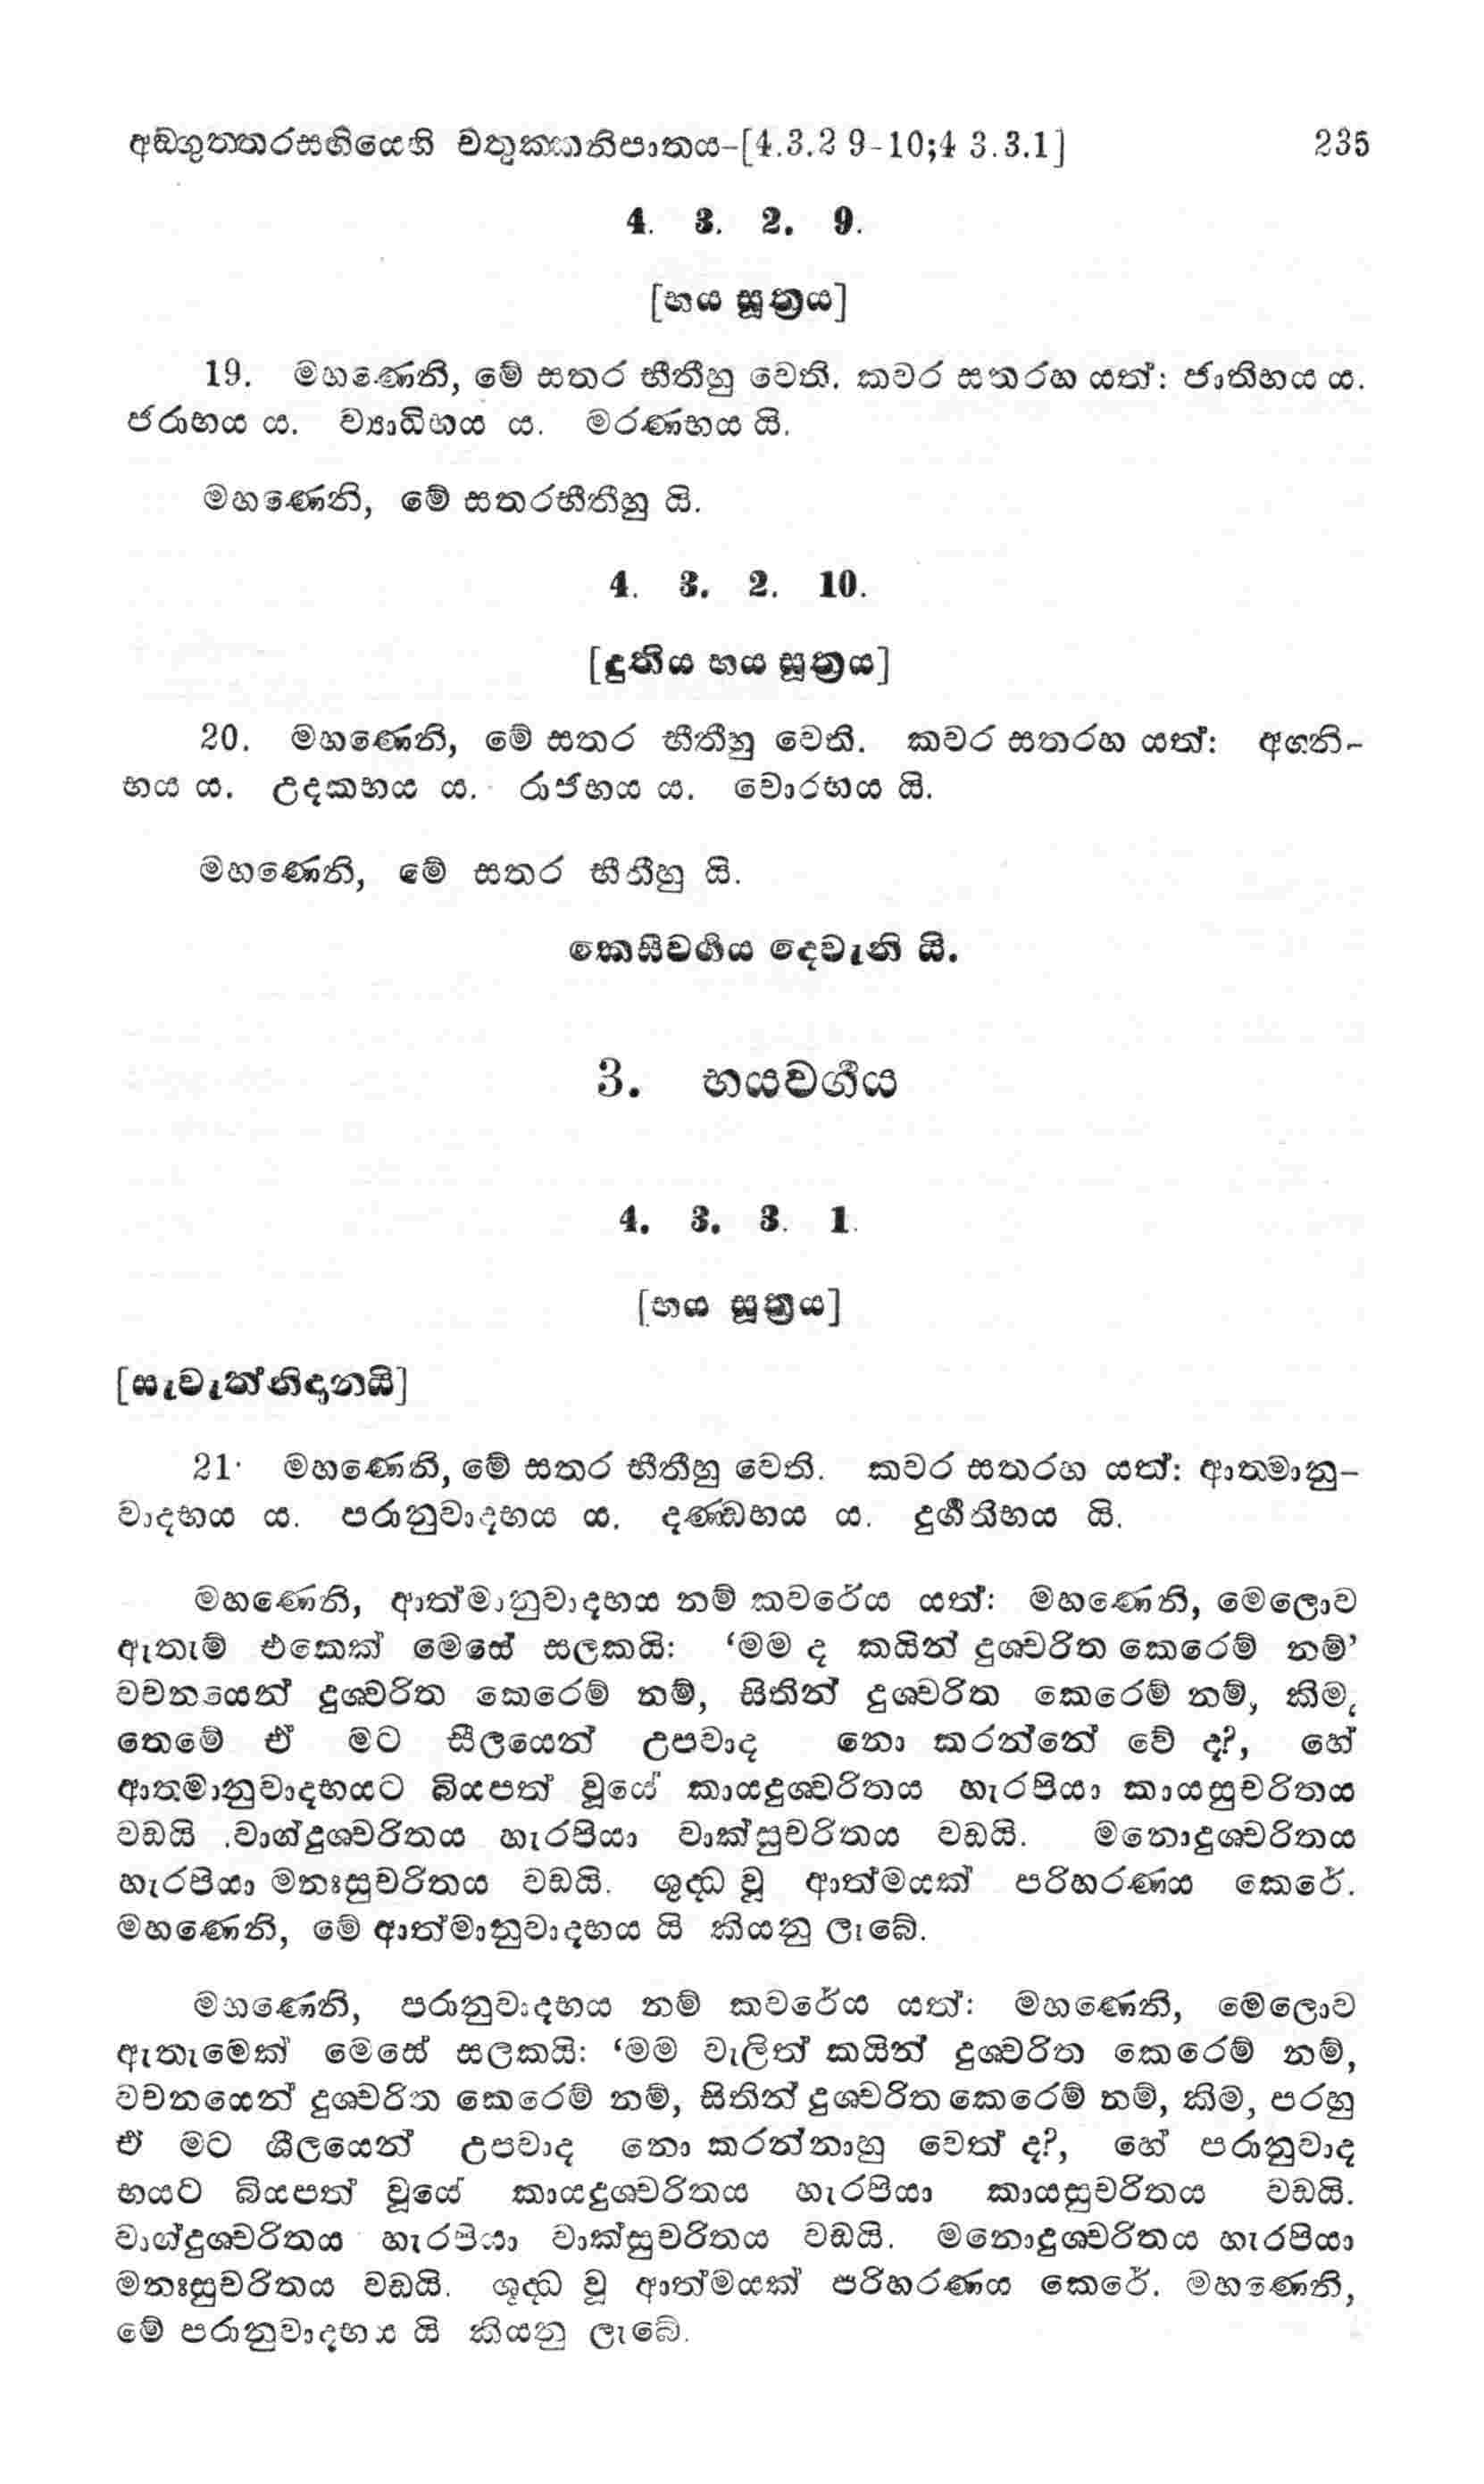 අඞ්ගුත්තරසඟියෙහි චතුක්කනිපාතය-[4.3.2 9-10;4 3.3.1] 235
4. 3. 2. 9.
[භය සූත්‍රය]
19. මහණෙනි, මේ සතර භීතීහු වෙති. කවර සතරහ යත්: ජාතිභය ය.
ජරාභය ය. ව්‍යාධිභය ය. මරණභය යි.
මහණෙනි, මේ සතරභීතීහු යි.
4. 3. 2. 10.
[දුතිය භය සූත්‍රය]
20. මහණෙනි, මේ සතර භීතීහු වෙති. කවර සතරහ යත්: අග්නි-
භය ය. උදකභය ය. රාජභය ය. චොරභය යි.
මහණෙනි, මේ සතර භීතීහු යි.
කෙසිවර්ගය දෙවැනි යි.
3. භයවර්ගය
4. 3. 3. 1.
[භය සූත්‍රය]
[සැවැත්නිදානයි]
21. මහණෙනි, මේ සතර භීතීහු වෙති. කවර සතරහ යත්: ආත්මානු-
වාදභය ය. පරානුවාදභය ය. දණ්ඩභය ය. දුර්ගතිභය යි.
මහණෙනි, ආත්මානුවාදභය නම් කවරේය යත්: මහණෙනි, මෙලොව
ඇතැම් එකෙක් මෙසේ සලකයි: ‘මම ද කයින් දුශ්චරිත කෙරෙම් නම්’
වචනයෙන් දුශ්චරිත කෙරෙම් නම්, සිතින් දුශ්චරිත කෙරෙම් නම්, කිම,
තෙමේ ඒ මට සීලයෙන් උපවාද නො කරන්නේ වේ ද?, හේ
ආත්මානුවාදභයට බියපත් වූයේ කායදුශ්චරිතය හැරපියා කායසුචරිතය
වඩයි .වාග්දුශ්චරිතය හැරපියා වාක්සුචරිතය වඩයි. මනොදුශ්චරිතය
හැරපියා මනඃසුචරිතය වඩයි. ශුද්ධ වූ ආත්මයක් පරිහරණය කෙරේ.
මහණෙනි, මේ ආත්මානුවාදභය යි කියනු ලැබේ.
මහණෙනි, පරානුවාදභය නම් කවරේය යත්: මහණෙනි, මෙලොව
ඇතැමෙක් මෙසේ සලකයි: ‘මම වැලිත් කයින් දුශ්චරිත කෙරෙම් නම්,
වචනයෙන් දුශ්චරිත කෙරෙම් නම්, සිතින් දුශ්චරිත කෙරෙම් නම්, කිම, පරහු
ඒ මට ශීලයෙන් උපවාද නො කරන්නාහු වෙත් ද?, හේ පරානුවාද
භයට බියපත් වූයේ කායදුශ්චරිතය හැරපියා කායසුචරිතය වඩයි.
වාග්දුශ්චරිතය හැරපියා වාක්සුචරිතය වඩයි. මනොදුශ්චරිතය හැරපියා
මනඃසුචරිතය වඩයි. ශුද්ධ වූ ආත්මයක් පරිහරණය කෙරේ. මහණෙනි,
මේ පරානුවාදභය යි කියනු ලැබේ.